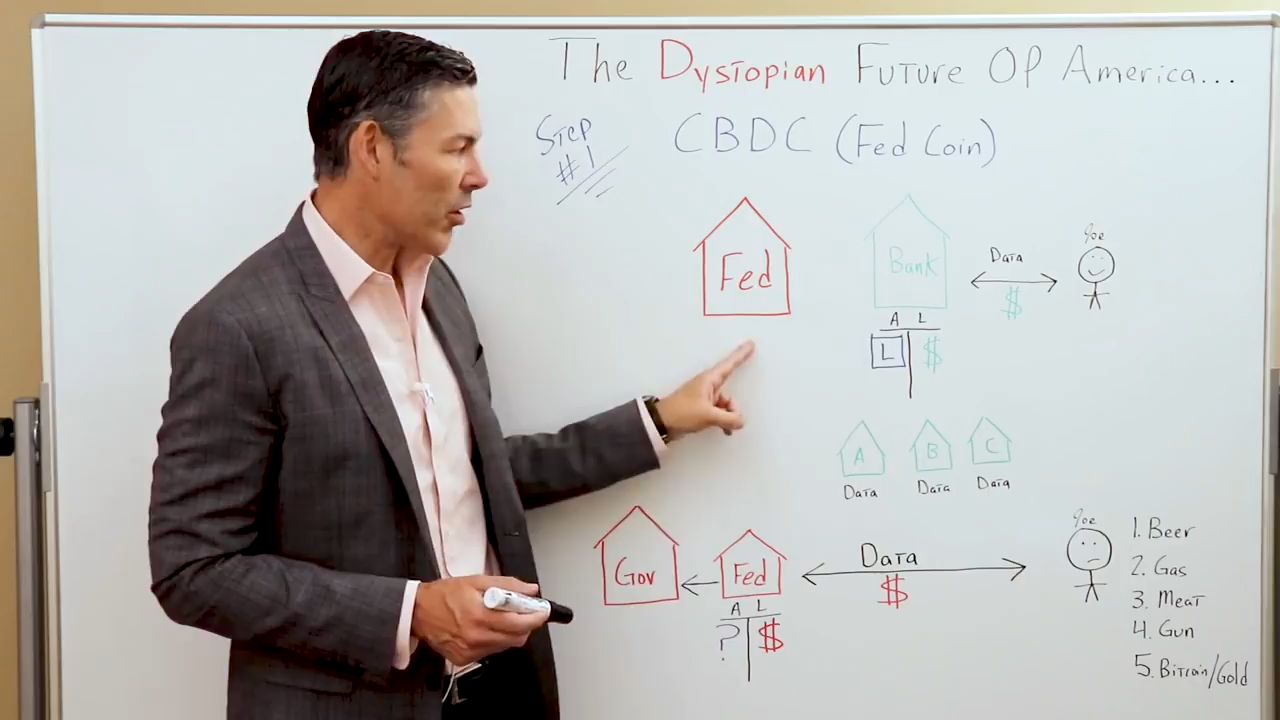 The Dystopian Future Of America...
Step
#1
CBDC (Fed Coin)
Fed
Bank
Data
$
Joe
A L
L $
A B C
Data Data Data
Gov
Fed
Data
$
Joe
A L
? $
1. Beer
2. Gas
3. Meat
4. Gun
5. Bitcoin/Gold